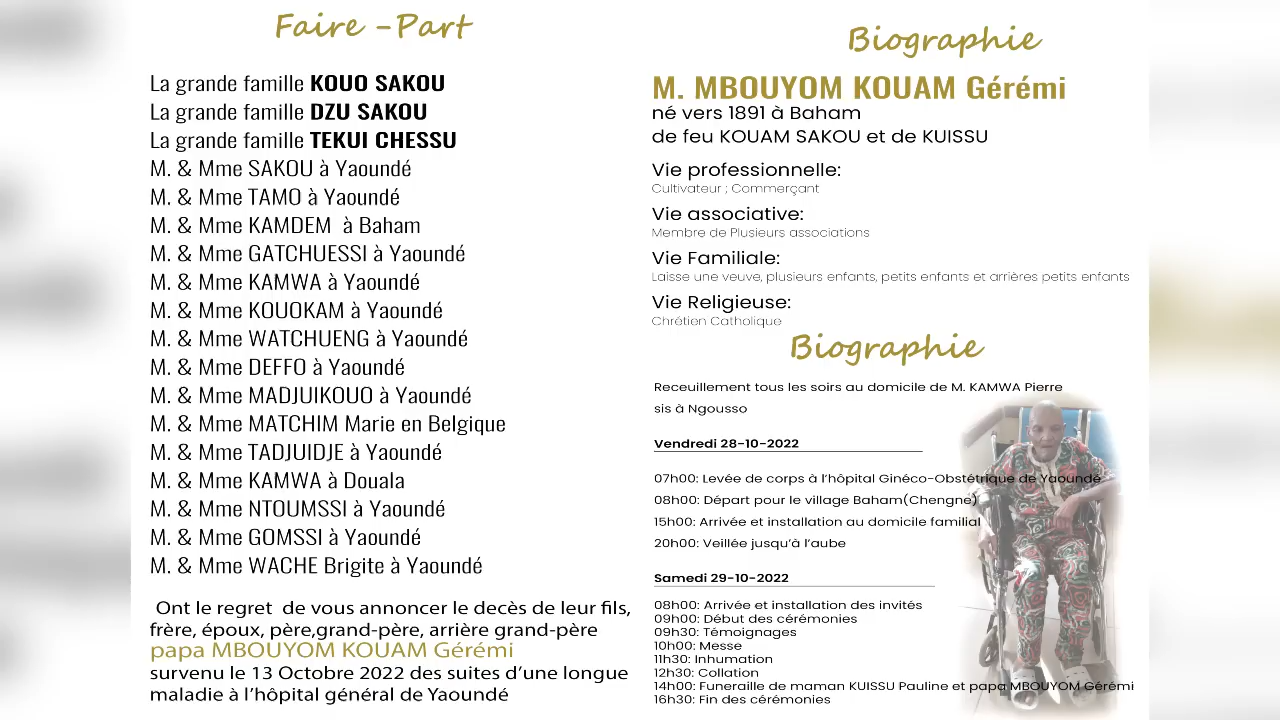 Faire -Part
La grande famille KOUO SAKOU
La grande famille DZU SAKOU
La grande famille TEKUI CHESSU
M. & Mme SAKOU à Yaoundé
M. & Mme TAMO à Yaoundé
M. & Mme KAMDEM à Baham
M. & Mme GATCHUESSI à Yaoundé
M. & Mme KAMWA à Yaoundé
M. & Mme KOUOKAM à Yaoundé
M. & Mme WATCHUENG à Yaoundé
M. & Mme DEFFO à Yaoundé
M. & Mme MADJUIKOUO à Yaoundé
M. & Mme MATCHIM Marie en Belgique
M. & Mme TADJUIDJE à Yaoundé
M. & Mme KAMWA à Douala
M. & Mme NTOUMSSI à Yaoundé
M. & Mme GOMSSI à Yaoundé
M. & Mme WACHE Brigite à Yaoundé
Ont le regret de vous annoncer le decès de leur fils,
frère, époux, père,grand-père, arrière grand-père
papa MBOUYOM KOUAM Gérémi
survenu le 13 Octobre 2022 des suites d'une longue
maladie à l'hôpital général de Yaoundé
Biographie
M. MBOUYOM KOUAM Gérémi
né vers 1891 à Baham
de feu KOUAM SAKOU et de KUISSU
Vie professionnelle:
Cultivateur ; Commerçant
Vie associative:
Membre de Plusieurs associations
Vie Familiale:
Laisse une veuve, plusieurs enfants, petits enfants et arrières petits enfants
Vie Religieuse:
Chrétien Catholique
Biographie
Receuillement tous les soirs au domicile de M. KAMWA Pierre
sis à Ngousso
Vendredi 28-10-2022
07h00: Levée de corps à l'hôpital Ginéco-Obstétrique de Yaoundé
08h00: Départ pour le village Baham(Chengne)
15h00: Arrivée et installation au domicile familial
20h00: Veillée jusqu'à l'aube
Samedi 29-10-2022
08h00: Arrivée et installation des invités
09h00: Début des cérémonies
09h30: Témoignages
10h00: Messe
11h30: Inhumation
12h30: Collation
14h00: Funeraille de maman KUISSU Pauline et papa MBOUYOM Gérémi
16h30: Fin des cérémonies